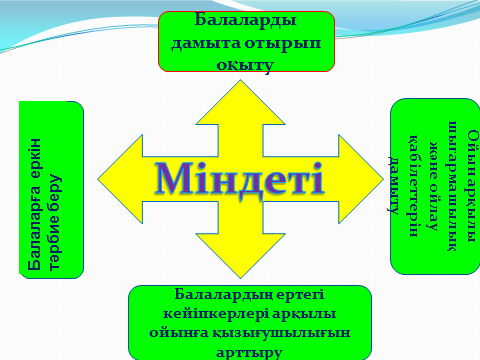 Балаларды
дамыта отырып
оқыту
Балаларға еркін
тәрбие беру
Міндеті
Ойын арқылы
шығармашылық
және ойлау
қабілеттерін
дамыту
Балалардың ертегі
кейіпкерлері арқылы
ойынға қызығушылығын
арттыру